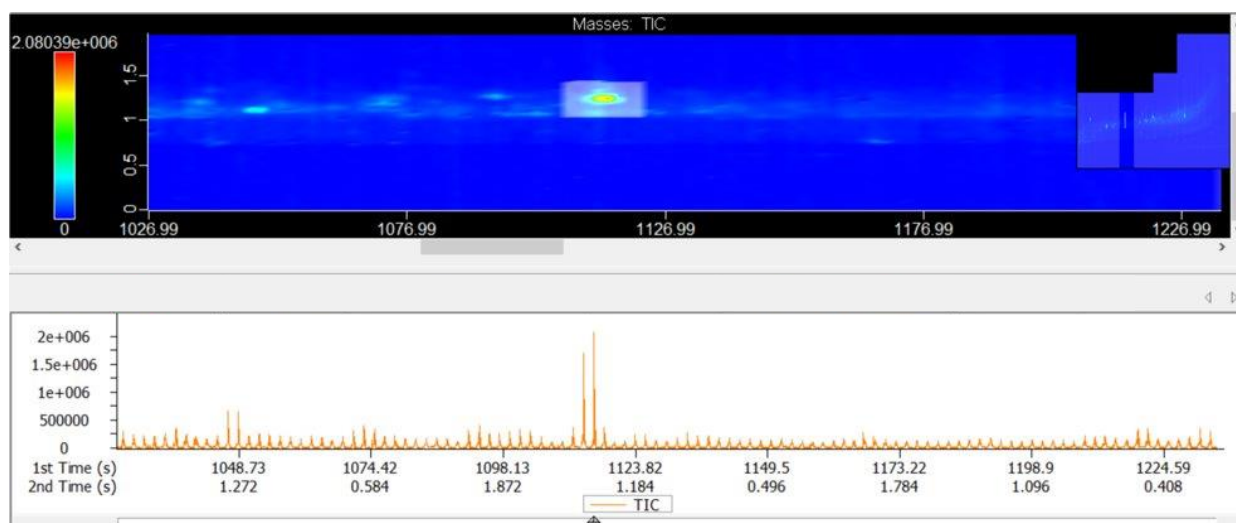 Masses: TIC
2.08039e+006
0
1.5
1
0.5
0
1026.99 1076.99 1126.99 1176.99 1226.99
2e+006
1.5e+006
1e+006
500000
0
1st Time (s) 1048.73 1074.42 1098.13 1123.82 1149.5 1173.22 1198.9 1224.59
2nd Time (s) 1.272 0.584 1.872 1.184 0.496 1.784 1.096 0.408
TIC